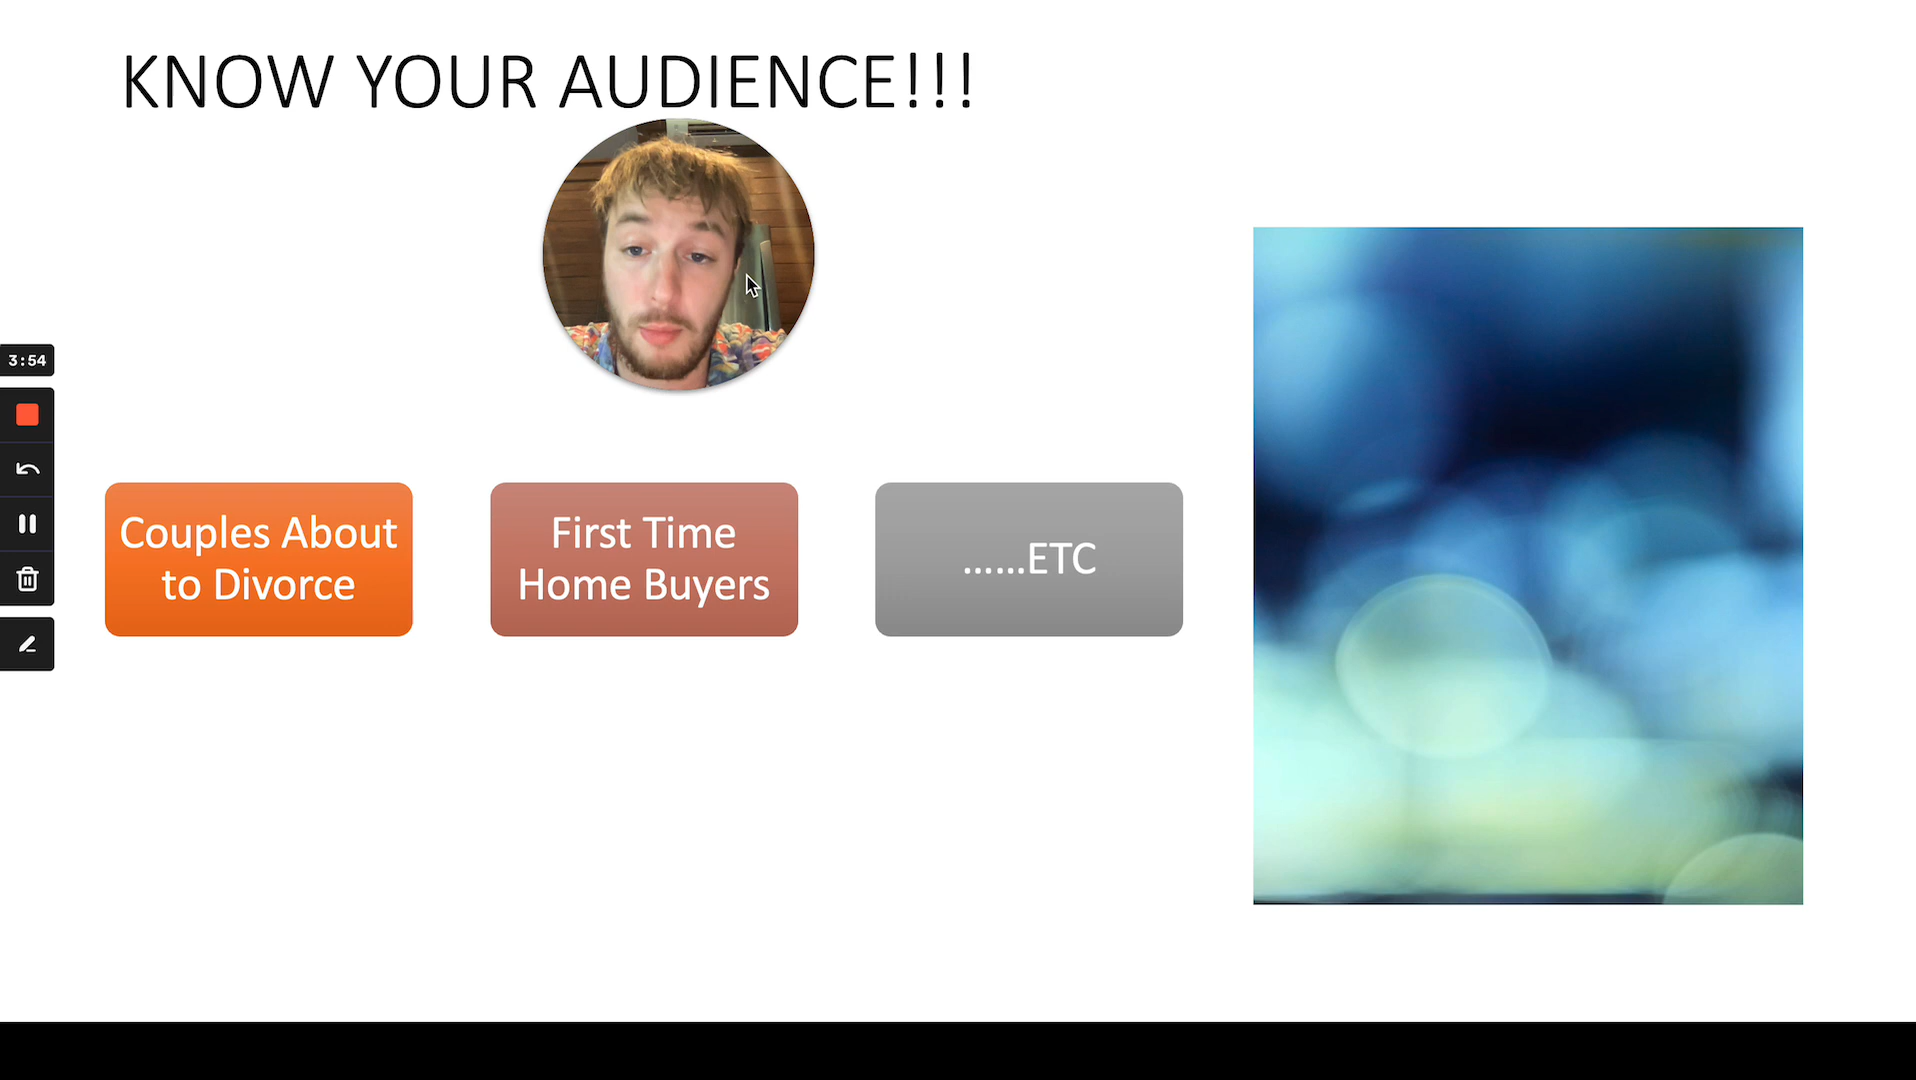 KNOW YOUR AUDIENCE!!!
3:54
Couples About
to Divorce
First Time
Home Buyers
......ETC